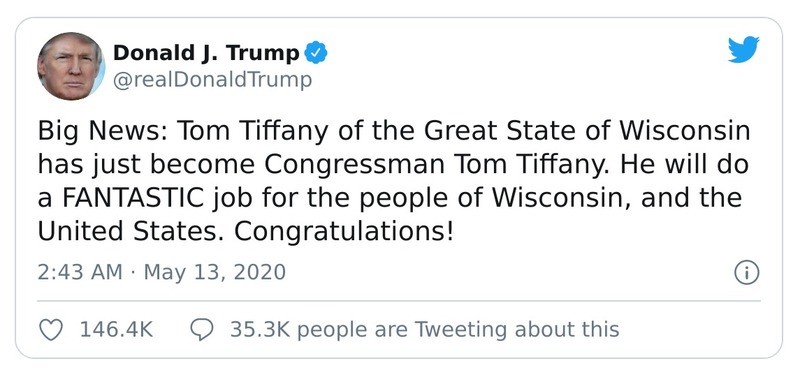 Donald J. Trump
@realDonaldTrump
Big News: Tom Tiffany of the Great State of Wisconsin
has just become Congressman Tom Tiffany. He will do
a FANTASTIC job for the people of Wisconsin, and the
United States. Congratulations!
2:43 AM · May 13, 2020
146.4K
35.3K people are Tweeting about this